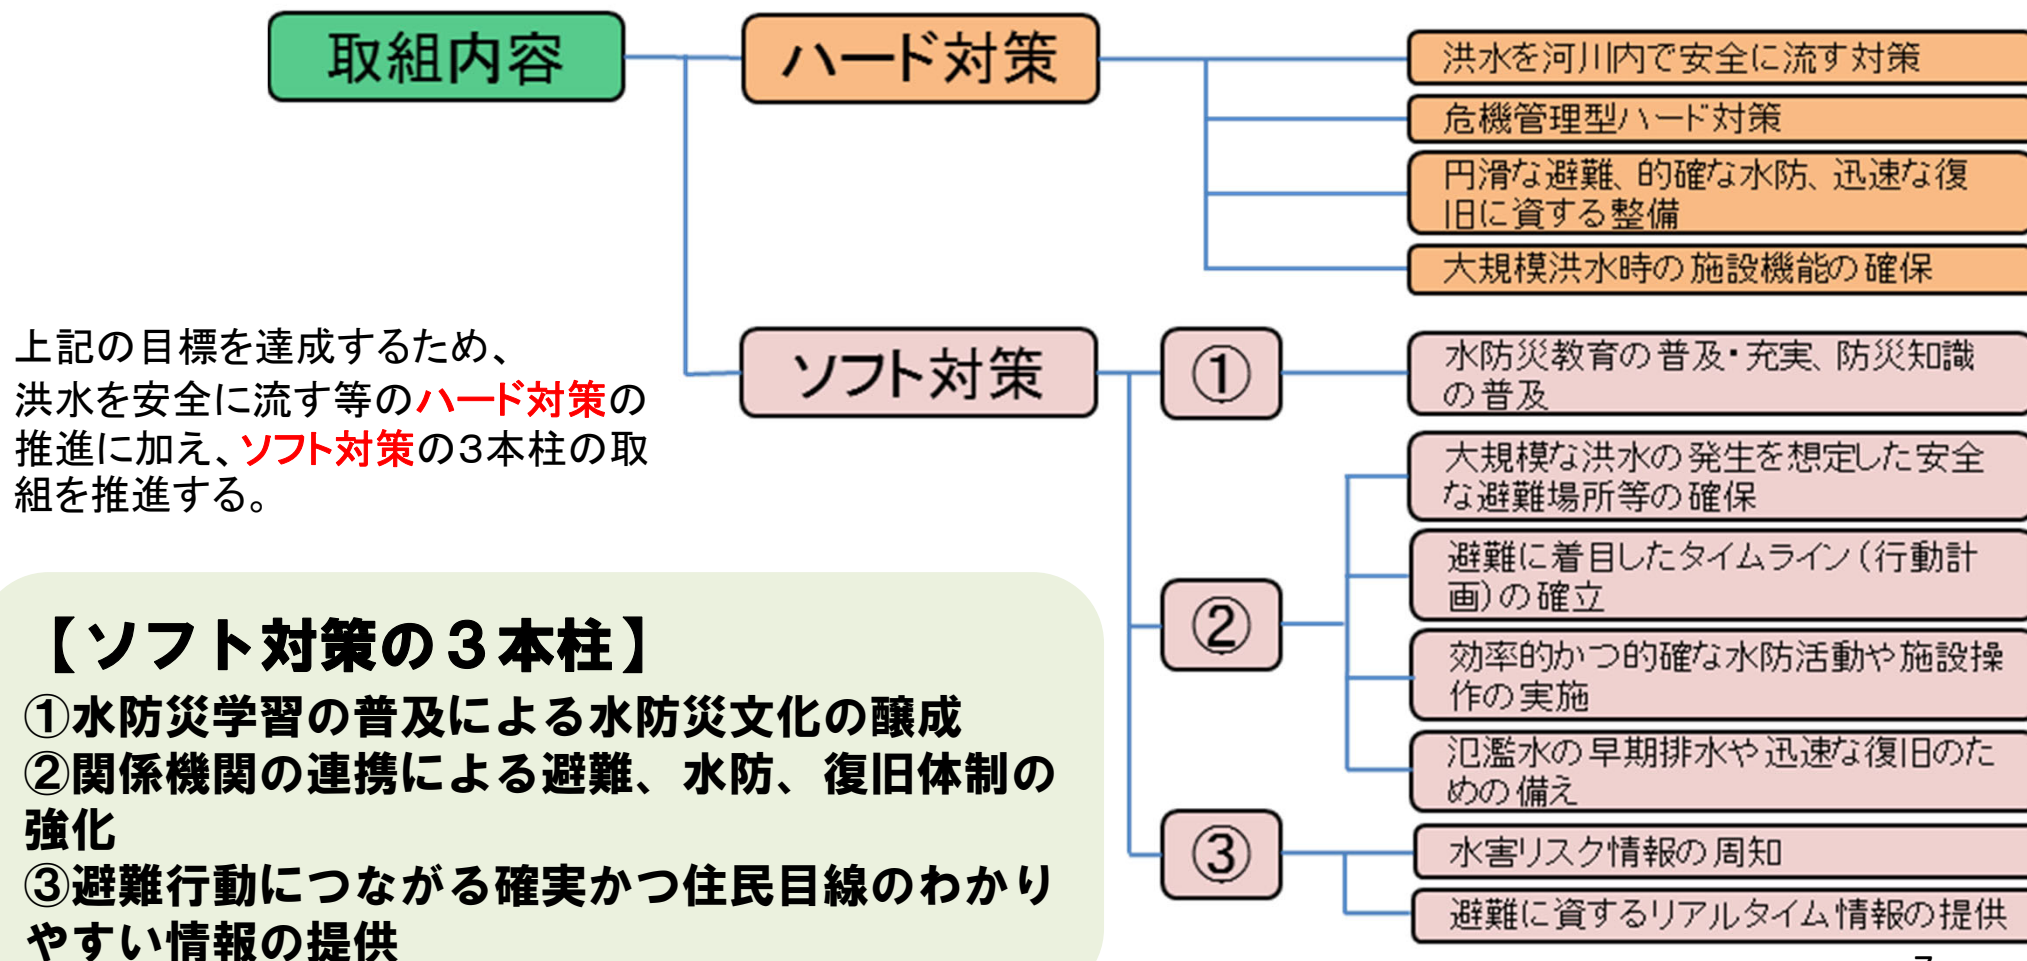 取組内容
ハード対策
洪水を河川内で安全に流す対策
危機管理型ハード対策
円滑な避難、的確な水防、迅速な復
旧に資する整備
大規模洪水時の施設機能の確保
上記の目標を達成するため、
洪水を安全に流す等のハード対策の
推進に加え、ソフト対策の3本柱の取
組を推進する。
ソフト対策
①
水防災教育の普及・充実、防災知識
の普及
②
大規模な洪水の発生を想定した安全
な避難場所等の確保
避難に着目したタイムライン(行動計
画)の確立
効率的かつ的確な水防活動や施設操
作の実施
氾濫水の早期排水や迅速な復旧のた
めの備え
③
水害リスク情報の周知
避難に資するリアルタイム情報の提供
【ソフト対策の3本柱】
①水防災学習の普及による水防災文化の醸成
②関係機関の連携による避難、水防、復旧体制の
強化
③避難行動につながる確実かつ住民目線のわかり
やすい情報の提供